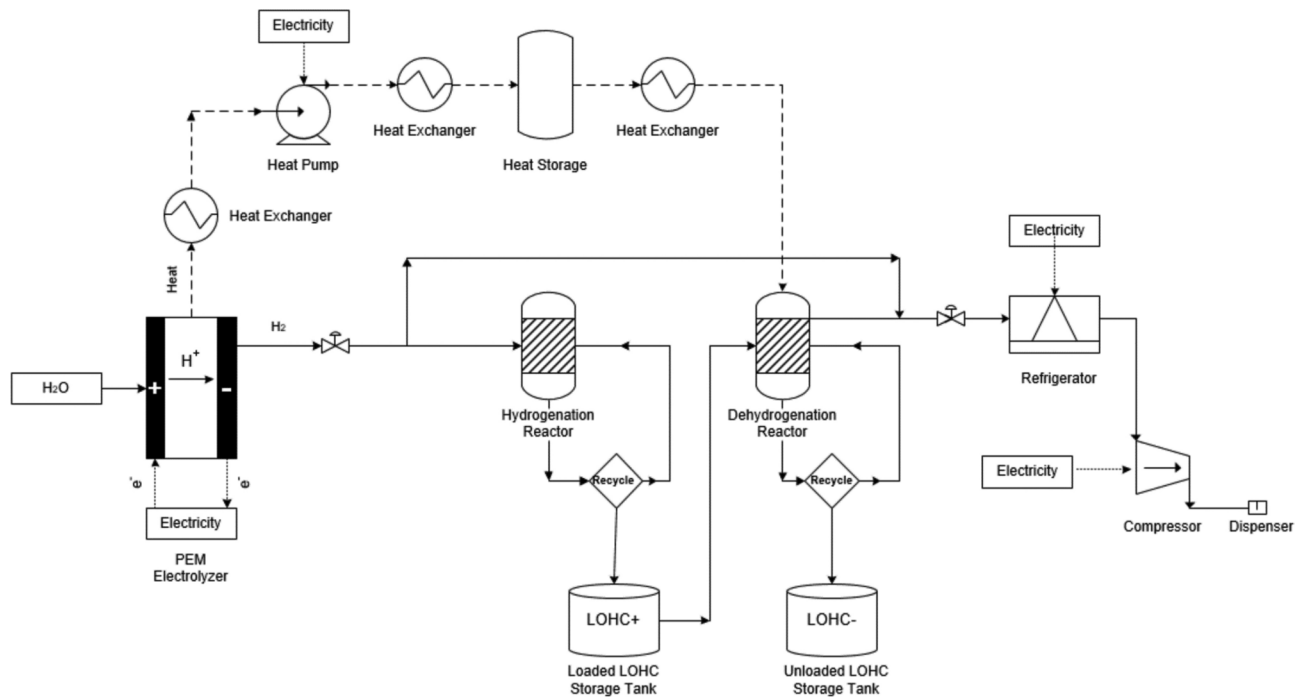 Electricity
Heat Exchanger
Heat Exchanger
Heat Pump
Heat Storage
Heat Exchanger
Electricity
Heat
H₂
H⁺
H₂O
+
-
Refrigerator
Hydrogenation
Reactor
Dehydrogenation
Reactor
e⁻
e⁻
Recycle
Recycle
Electricity
Electricity
Compressor
Dispenser
PEM
Electrolyzer
LOHC+
LOHC-
Loaded LOHC
Storage Tank
Unloaded LOHC
Storage Tank